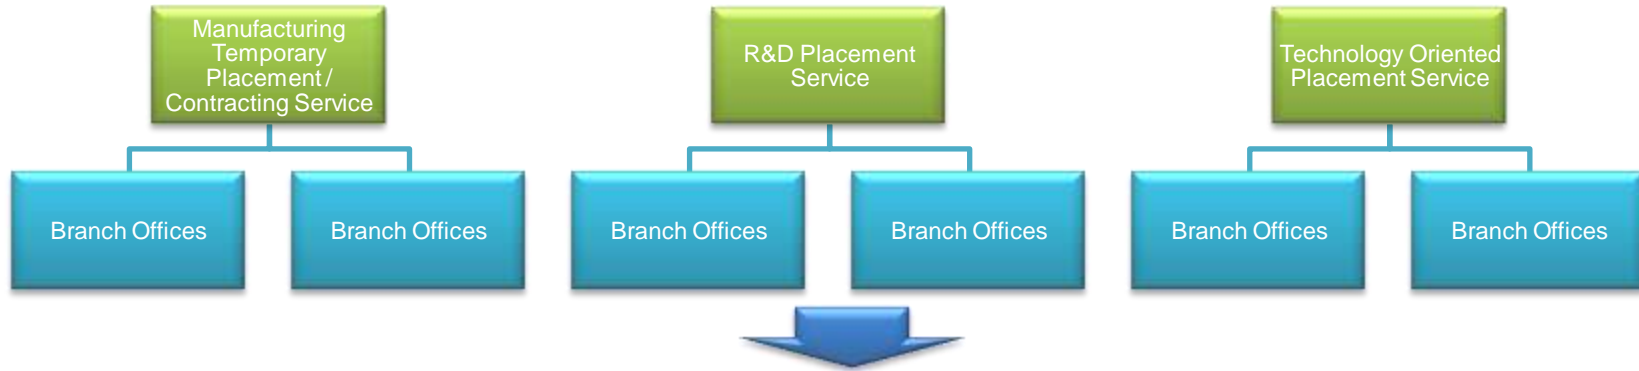 Manufacturing
Temporary
Placement /
Contracting Service
R&D Placement
Service
Technology Oriented
Placement Service
Branch Offices
Branch Offices
Branch Offices
Branch Offices
Branch Offices
Branch Offices